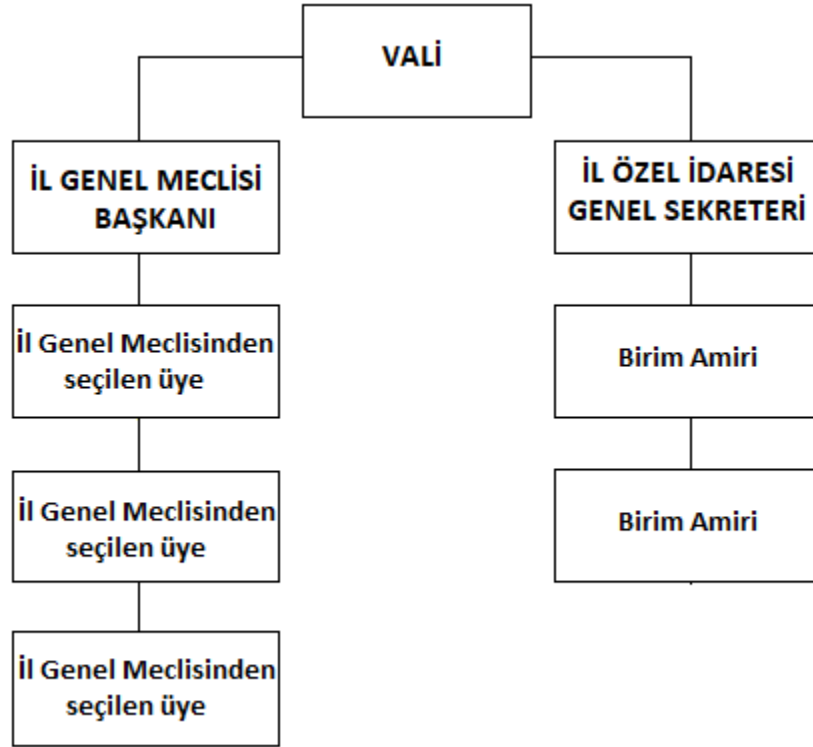 VALİ
İL GENEL MECLİSİ
BAŞKANI
İl Genel Meclisinden
seçilen üye
İl Genel Meclisinden
seçilen üye
İl Genel Meclisinden
seçilen üye
İL ÖZEL İDARESİ
GENEL SEKRETERİ
Birim Amiri
Birim Amiri